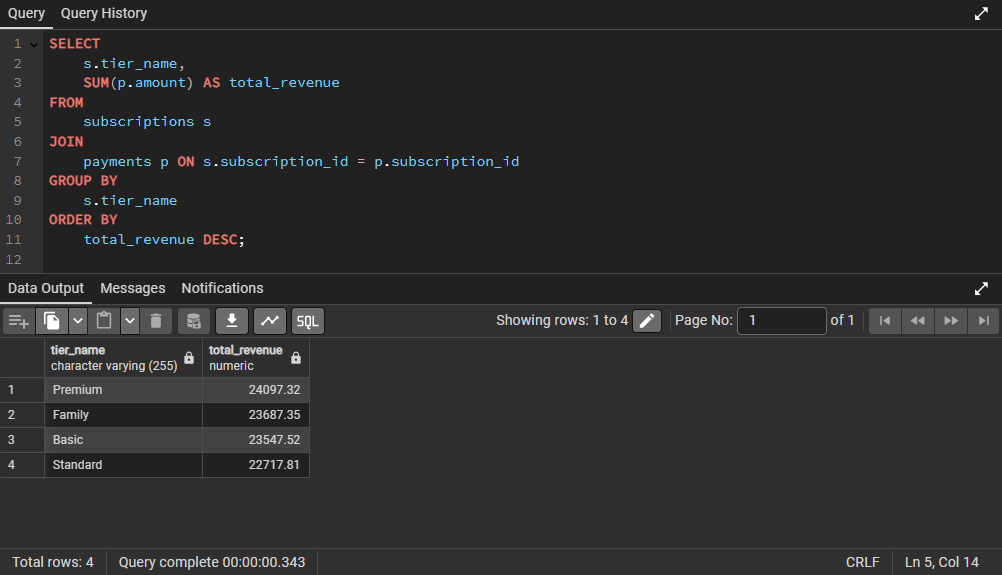 Query Query History
1 SELECT
2 s.tier_name,
3 SUM(p.amount) AS total_revenue
4 FROM
5 subscriptions s
6 JOIN
7 payments p ON s.subscription_id = p.subscription_id
8 GROUP BY
9 s.tier_name
10 ORDER BY
11 total_revenue DESC;
12
Data Output Messages Notifications
SQL Showing rows: 1 to 4 Page No: 1 of 1
tier_name total_revenue
character varying (255) numeric
1 Premium 24097.32
2 Family 23687.35
3 Basic 23547.52
4 Standard 22717.81
Total rows: 4 Query complete 00:00:00.343 CRLF Ln 5, Col 14